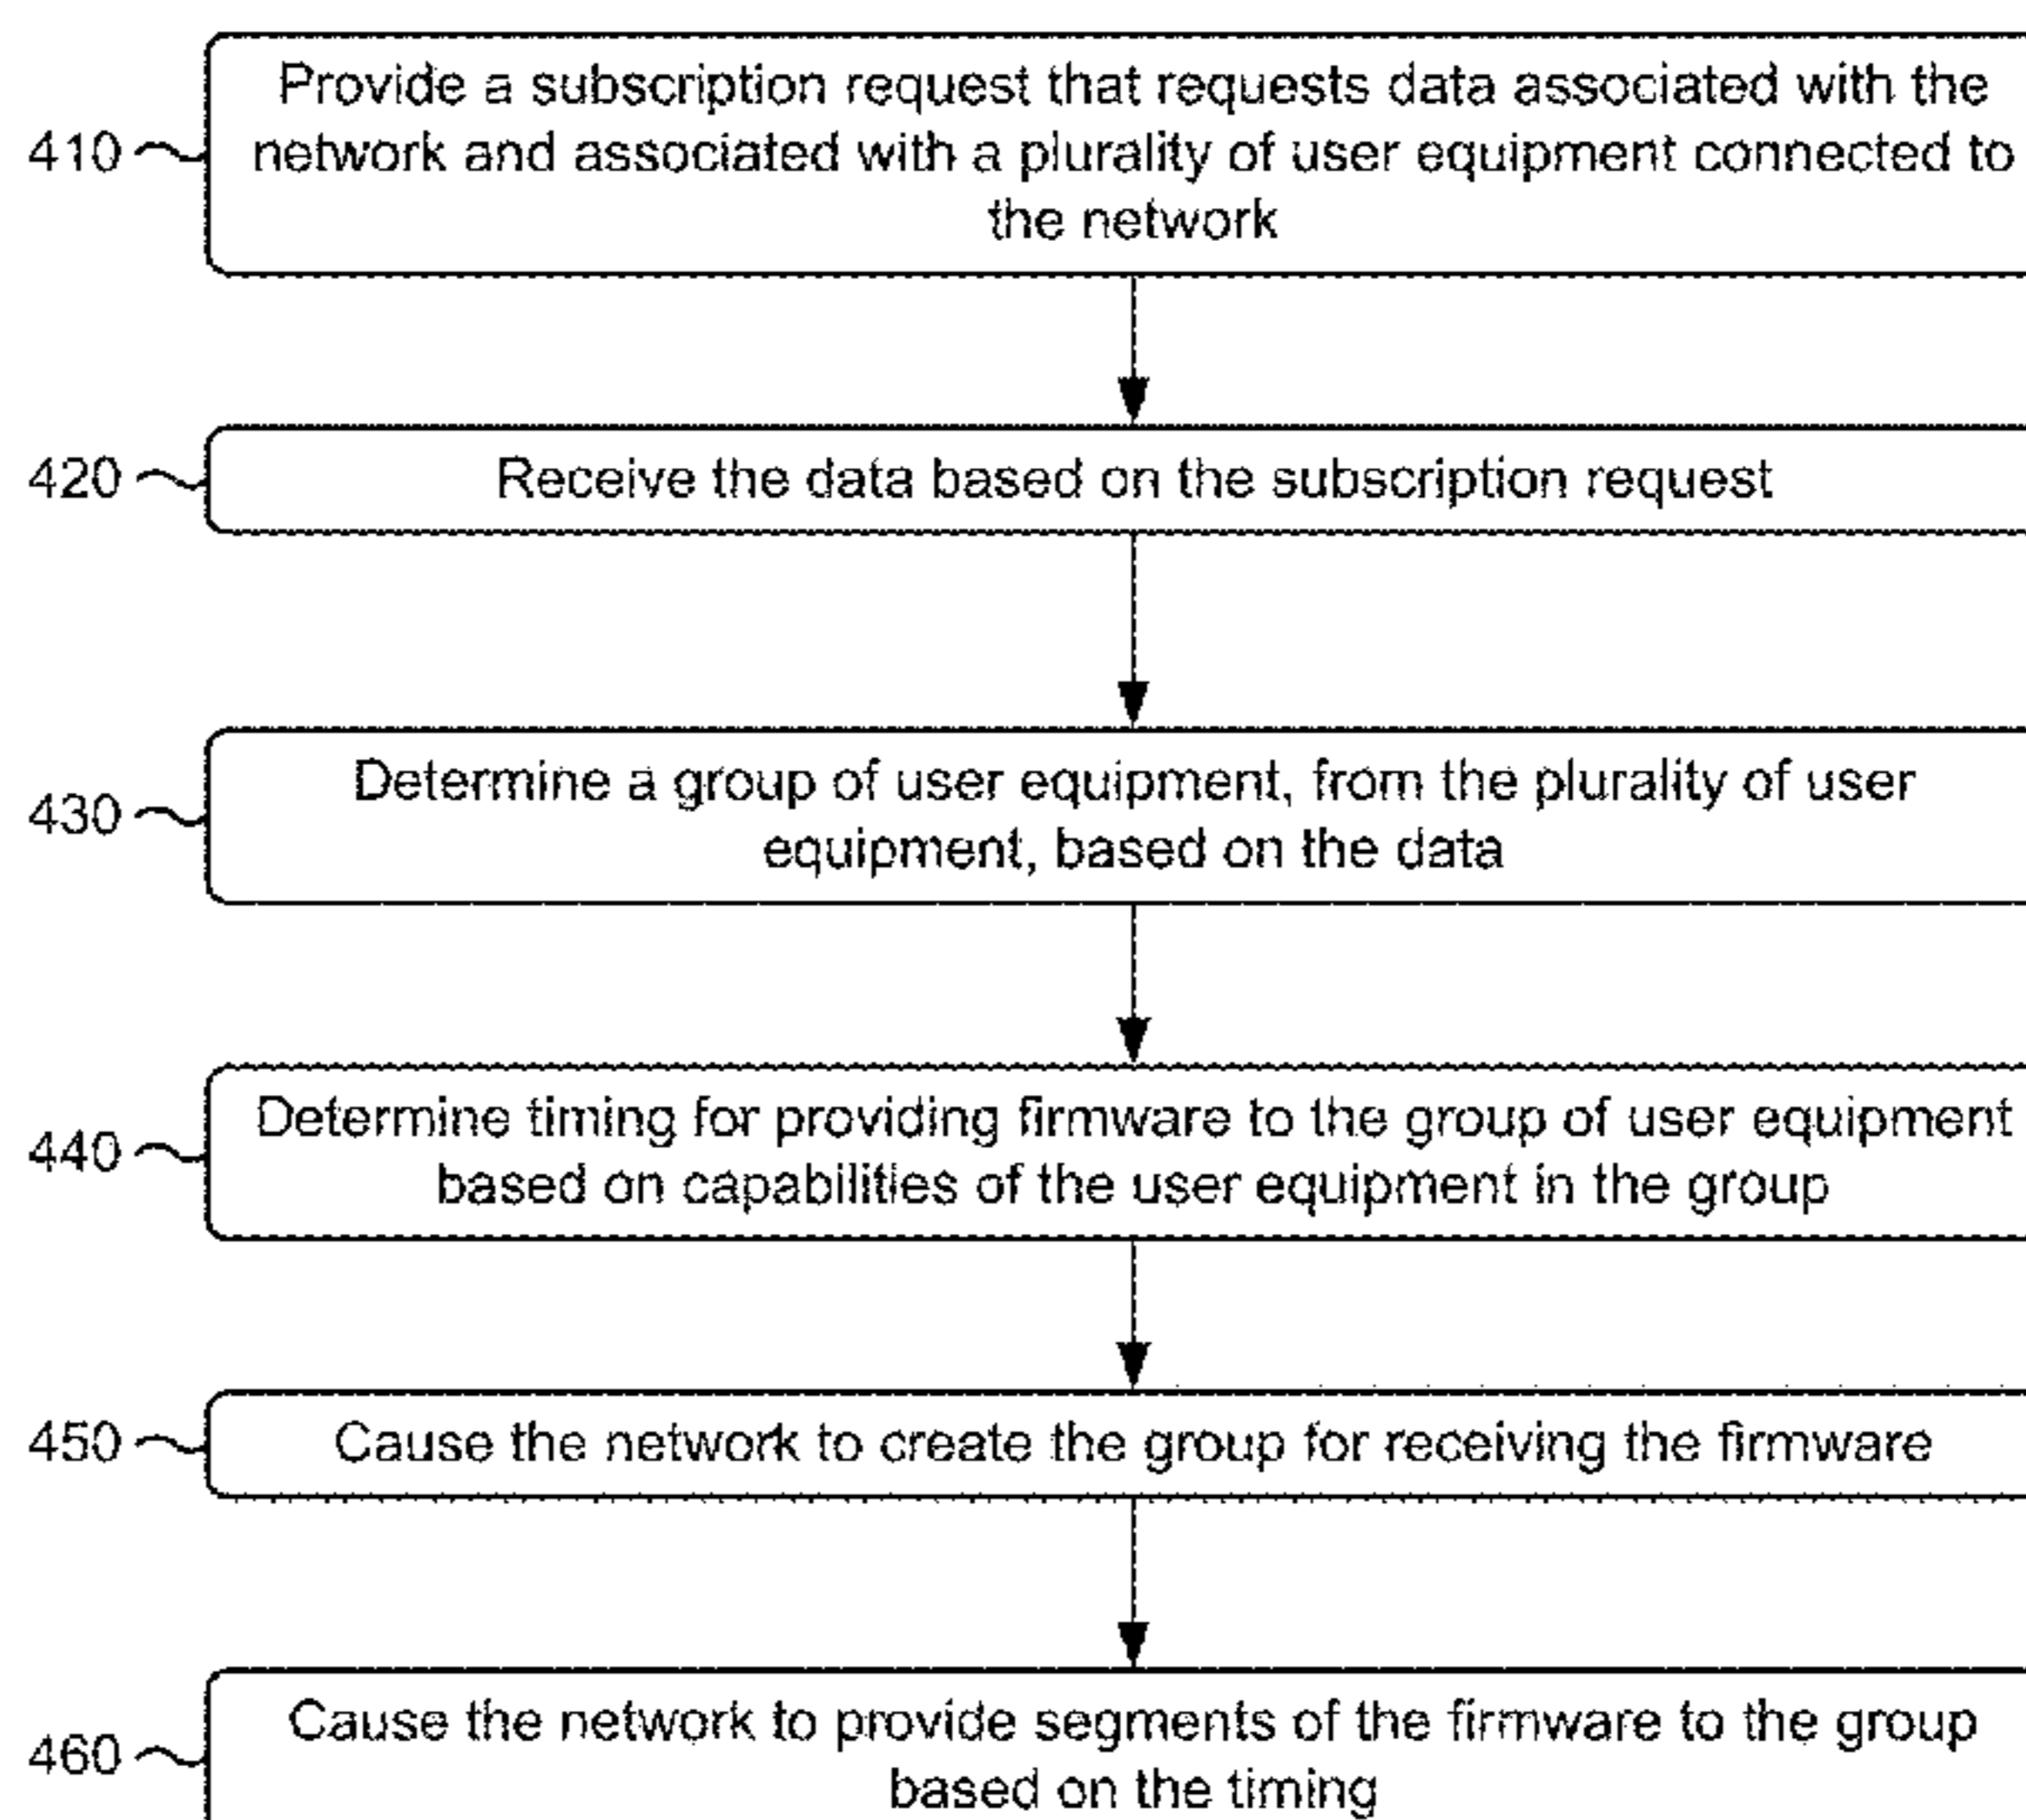 Provide a subscription request that requests data associated with the
410
network and associated with a plurality of user equipment connected to
the network
420
Receive the data based on the subscription request
Determine a group of user equipment, from the plurality of user
430
equipment, based on the data
Determine timing for providing firmware to the group of user equipment
440
based on capabilities of the user equipment in the group
450
Cause the network to create the group for receiving the firmware
Cause the network to provide segments of the firmware to the group
460
based on the timing